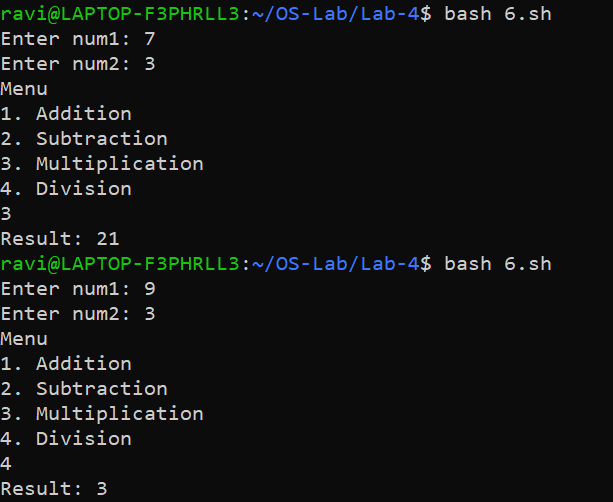 ravi@LAPTOP-F3PHRLL3:~/OS-Lab/Lab-4$ bash 6.sh
Enter num1: 7
Enter num2: 3
Menu
1. Addition
2. Subtraction
3. Multiplication
4. Division
3
Result: 21
ravi@LAPTOP-F3PHRLL3:~/OS-Lab/Lab-4$ bash 6.sh
Enter num1: 9
Enter num2: 3
Menu
1. Addition
2. Subtraction
3. Multiplication
4. Division
4
Result: 3